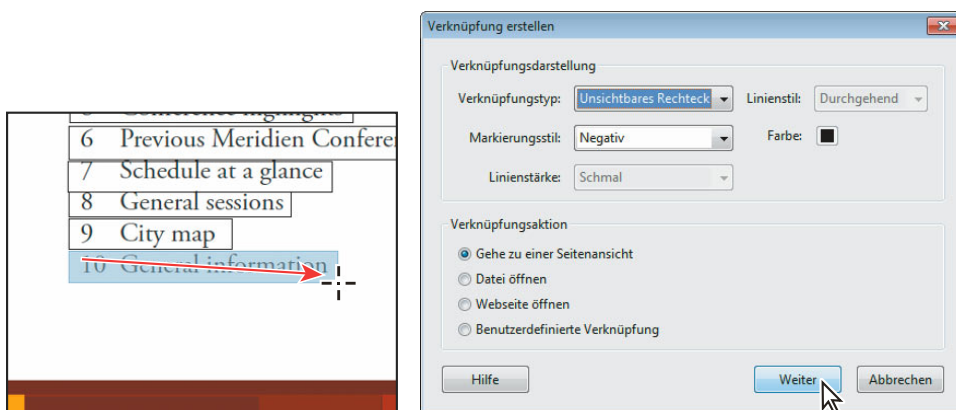 Conference highlights
6 Previous Meridien Confere
7 Schedule at a glance
8 General sessions
9 City map
10 General information
Verknüpfung erstellen
Verknüpfungsdarstellung
Verknüpfungstyp: Unsichtbares Rechteck Linienstil: Durchgehend
Markierungsstil: Negativ Farbe:
Linienstärke: Schmal
Verknüpfungsaktion
Gehe zu einer Seitenansicht
Datei öffnen
Webseite öffnen
Benutzerdefinierte Verknüpfung
Hilfe Weiter Abbrechen